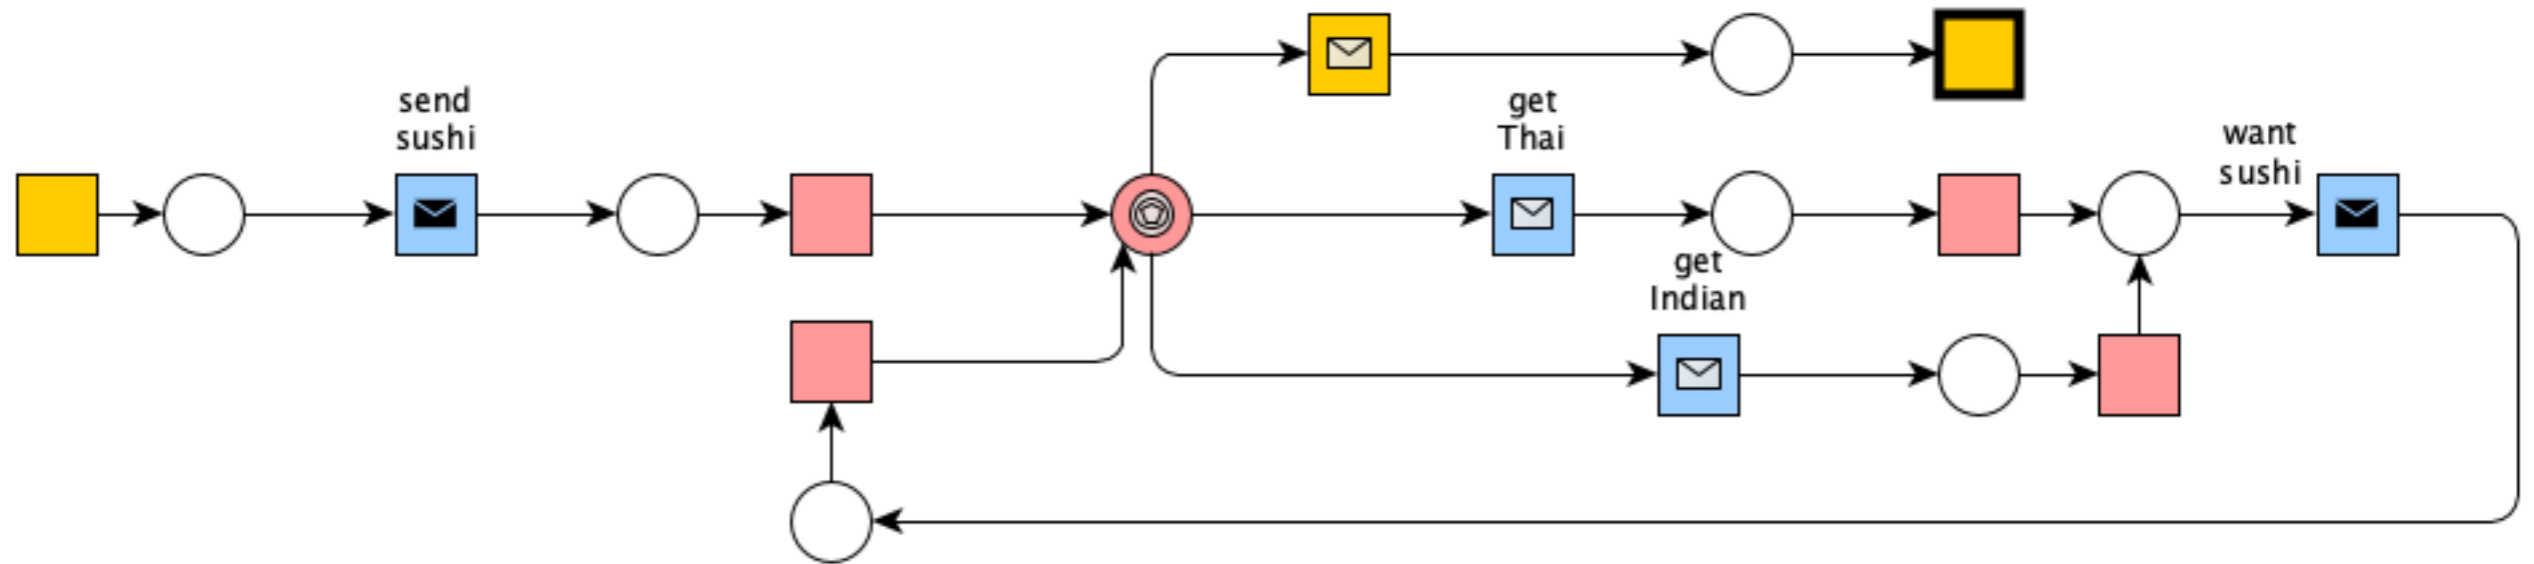 send
sushi
get
Thai
want
sushi
get
Indian